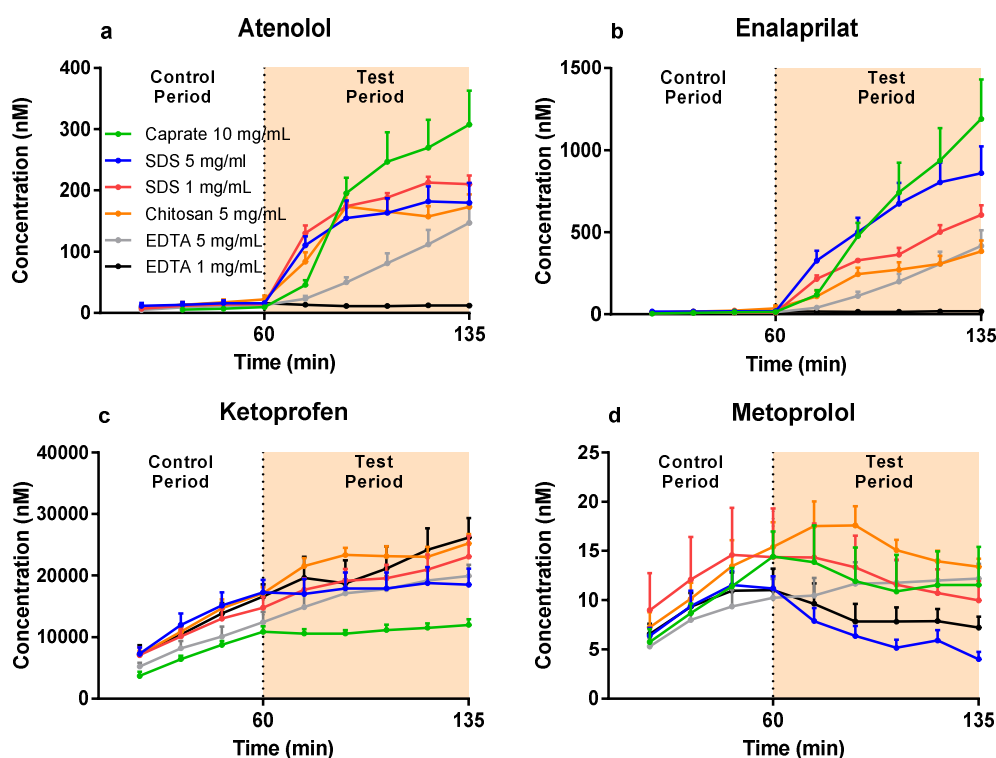 a
Atenolol
Concentration (nM)
400
300
200
100
0
Control
Period
Test
Period
Caprate 10 mg/mL
SDS 5 mg/ml
SDS 1 mg/mL
Chitosan 5 mg/mL
EDTA 5 mg/mL
EDTA 1 mg/mL
60
135
Time (min)
b
Enalaprilat
Concentration (nM)
1500
1000
500
0
Control
Period
Test
Period
60
135
Time (min)
c
Ketoprofen
Concentration (nM)
40000
30000
20000
10000
0
Control
Period
Test
Period
60
135
Time (min)
d
Metoprolol
Concentration (nM)
25
20
15
10
5
0
Control
Period
Test
Period
60
135
Time (min)